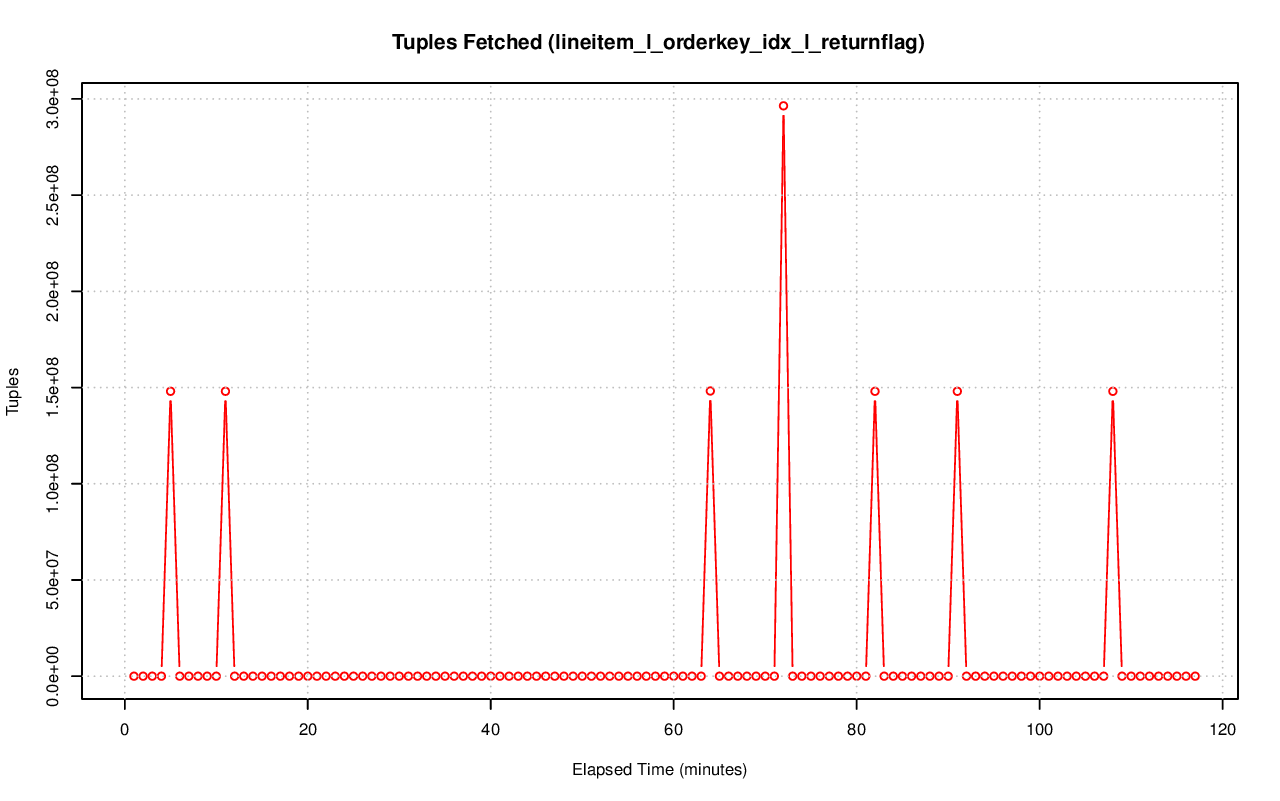 Tuples Fetched (lineitem_l_orderkey_idx_l_returnflag)
Tuples
3.0e+08
2.5e+08
2.0e+08
1.5e+08
1.0e+08
5.0e+07
0.0e+00
0 20 40 60 80 100 120
Elapsed Time (minutes)